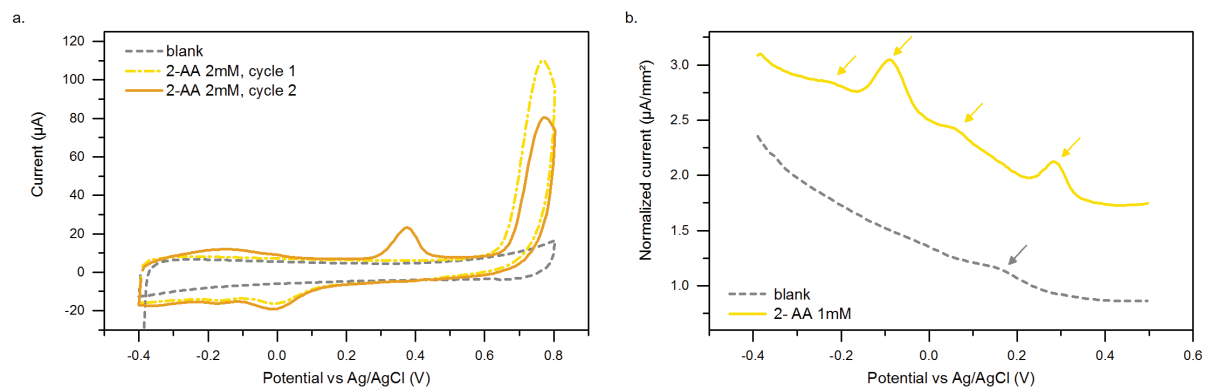 a.
120
100
80
60
40
20
0
-20
Current (µA)
blank
2-AA 2mM, cycle 1
2-AA 2mM, cycle 2
-0.4
-0.2
0.0
0.2
0.4
0.6
0.8
Potential vs Ag/AgCl (V)
b.
3.0
2.5
2.0
1.5
1.0
Normalized current (µA/mm²)
blank
2- AA 1mM
-0.4
-0.2
0.0
0.2
0.4
0.6
Potential vs Ag/AgCl (V)